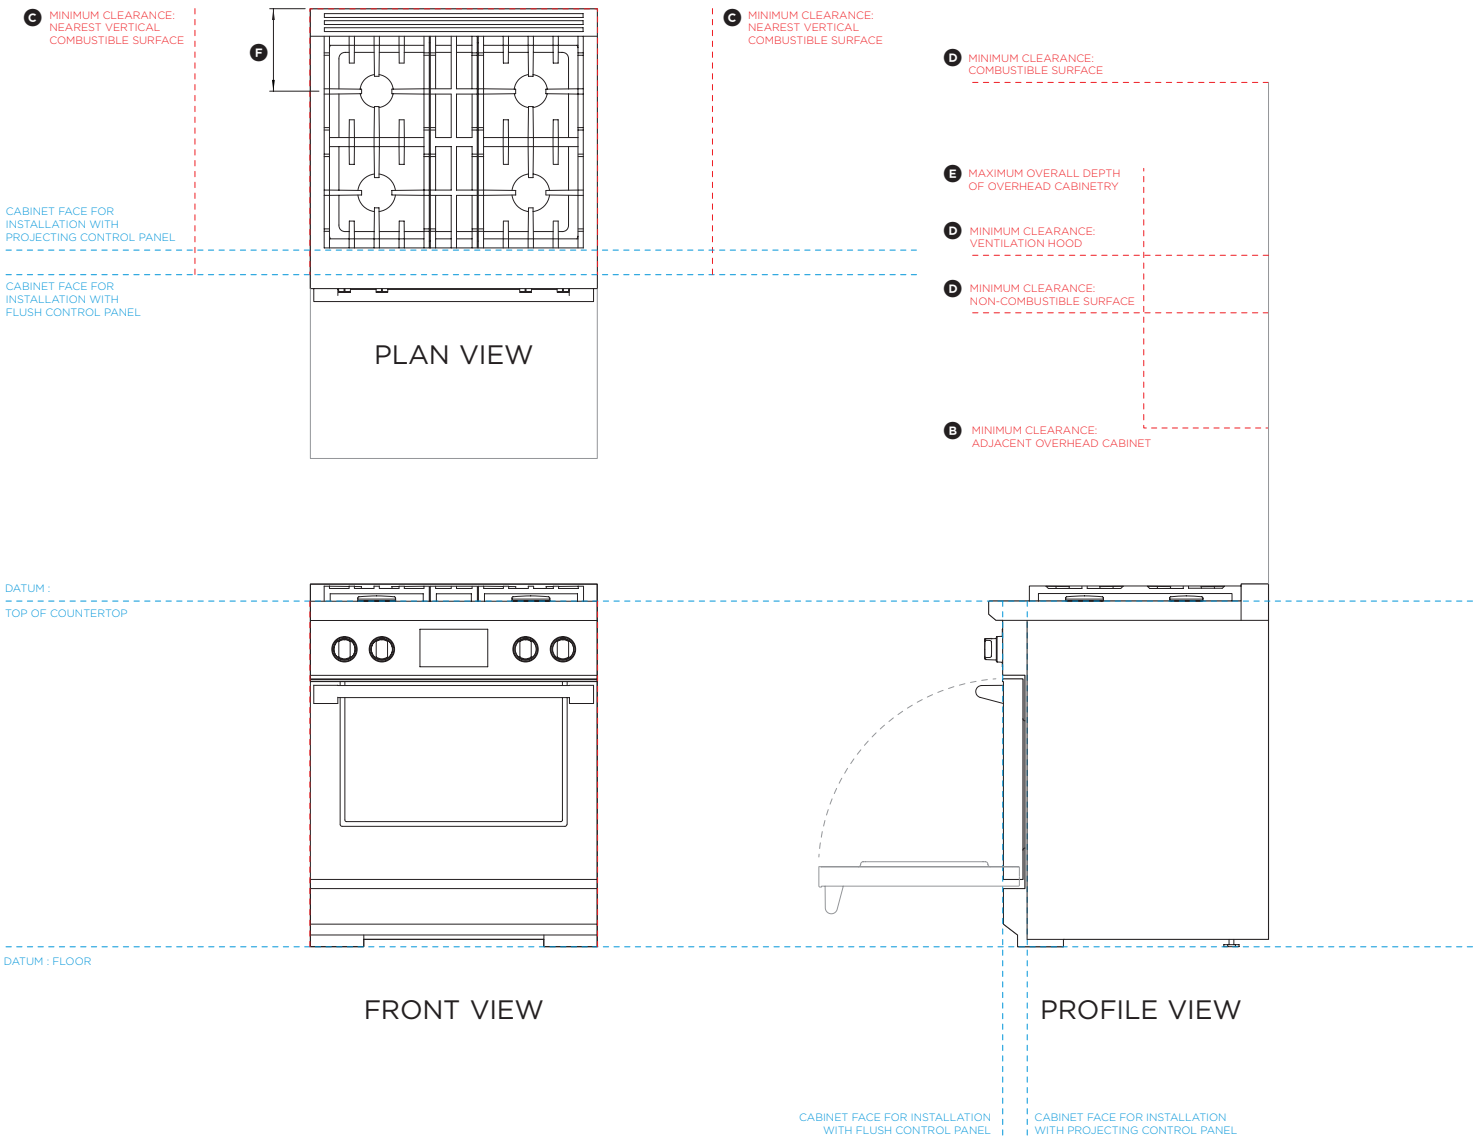 C MINIMUM CLEARANCE:
NEAREST VERTICAL
COMBUSTIBLE SURFACE
F
C MINIMUM CLEARANCE:
NEAREST VERTICAL
COMBUSTIBLE SURFACE
D MINIMUM CLEARANCE:
COMBUSTIBLE SURFACE
E MAXIMUM OVERALL DEPTH
OF OVERHEAD CABINETRY
D MINIMUM CLEARANCE:
VENTILATION HOOD
D MINIMUM CLEARANCE:
NON-COMBUSTIBLE SURFACE
B MINIMUM CLEARANCE:
ADJACENT OVERHEAD CABINET
CABINET FACE FOR
INSTALLATION WITH
PROJECTING CONTROL PANEL
CABINET FACE FOR
INSTALLATION WITH
FLUSH CONTROL PANEL
PLAN VIEW
DATUM :
TOP OF COUNTERTOP
DATUM : FLOOR
FRONT VIEW
PROFILE VIEW
CABINET FACE FOR INSTALLATION
WITH FLUSH CONTROL PANEL
CABINET FACE FOR INSTALLATION
WITH PROJECTING CONTROL PANEL